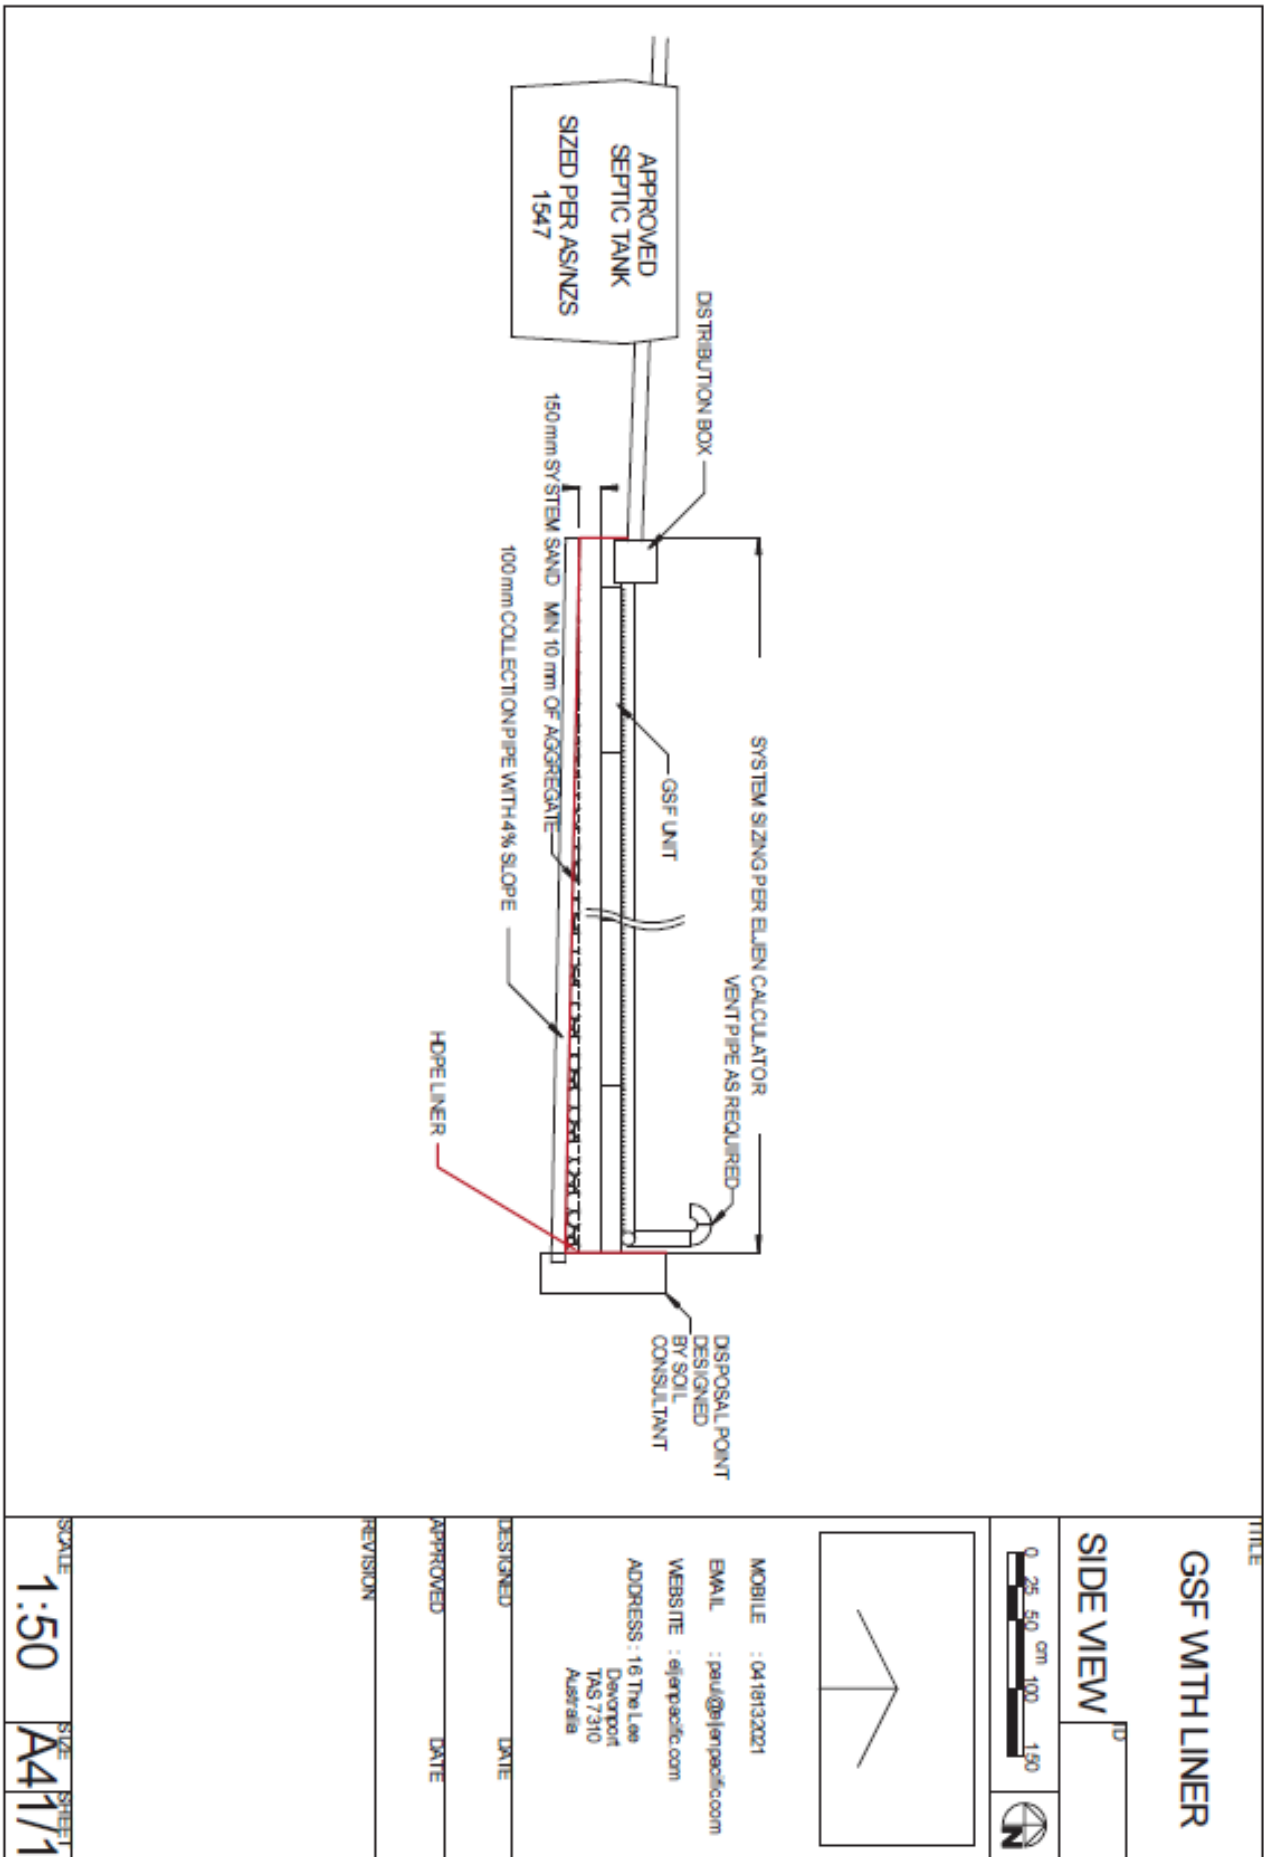 APPROVED
SEPTIC TANK
SIZED PER AS/NZS
1547
DISTRIBUTION BOX
150 mm SYSTEM SAND
MIN 10 mm OF AGGREGATE
100 mm COLLECTION PIPE WITH 4% SLOPE
GSF UNIT
SYSTEM SIZING PER ELJEN CALCULATOR
VENT PIPE AS REQUIRED
HDPE LINER
DISPOSAL POINT
DESIGNED
BY SOIL
CONSULTANT
TITLE
GSF WITH LINER
SIDE VIEW
ID
0 25 50 cm 100 150
N
MOBILE : 0418132021
EMAIL : paul@eljenpacific.com
WEBSITE : eljenpacific.com
ADDRESS : 16 The Lee
Devonport
TAS 7310
Australia
DESIGNED DATE
APPROVED DATE
REVISION
SCALE
1:50
SIZE
A4
SHEET
1/1